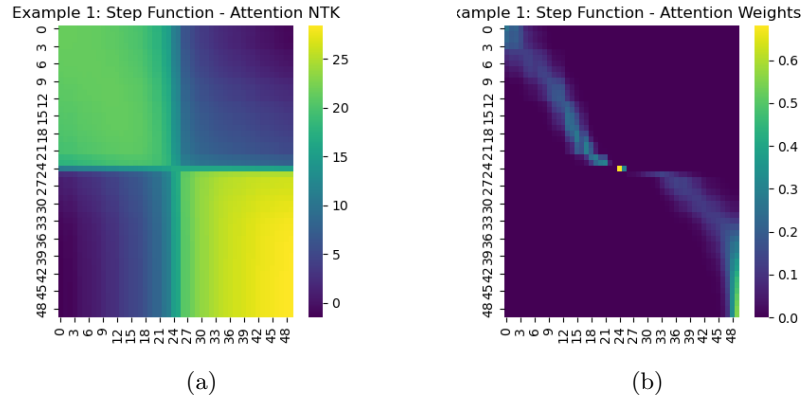 Example 1: Step Function - Attention NTK
0 3 6 9 12 15 18 21 24 27 30 33 36 39 42 45 48
0 3 6 9 12 15 18 21 24 27 30 33 36 39 42 45 48
25
20
15
10
5
0
(a)
xample 1: Step Function - Attention Weights
0 3 6 9 12 15 18 21 24 27 30 33 36 39 42 45 48
0 3 6 9 12 15 18 21 24 27 30 33 36 39 42 45 48
0.6
0.5
0.4
0.3
0.2
0.1
0.0
(b)